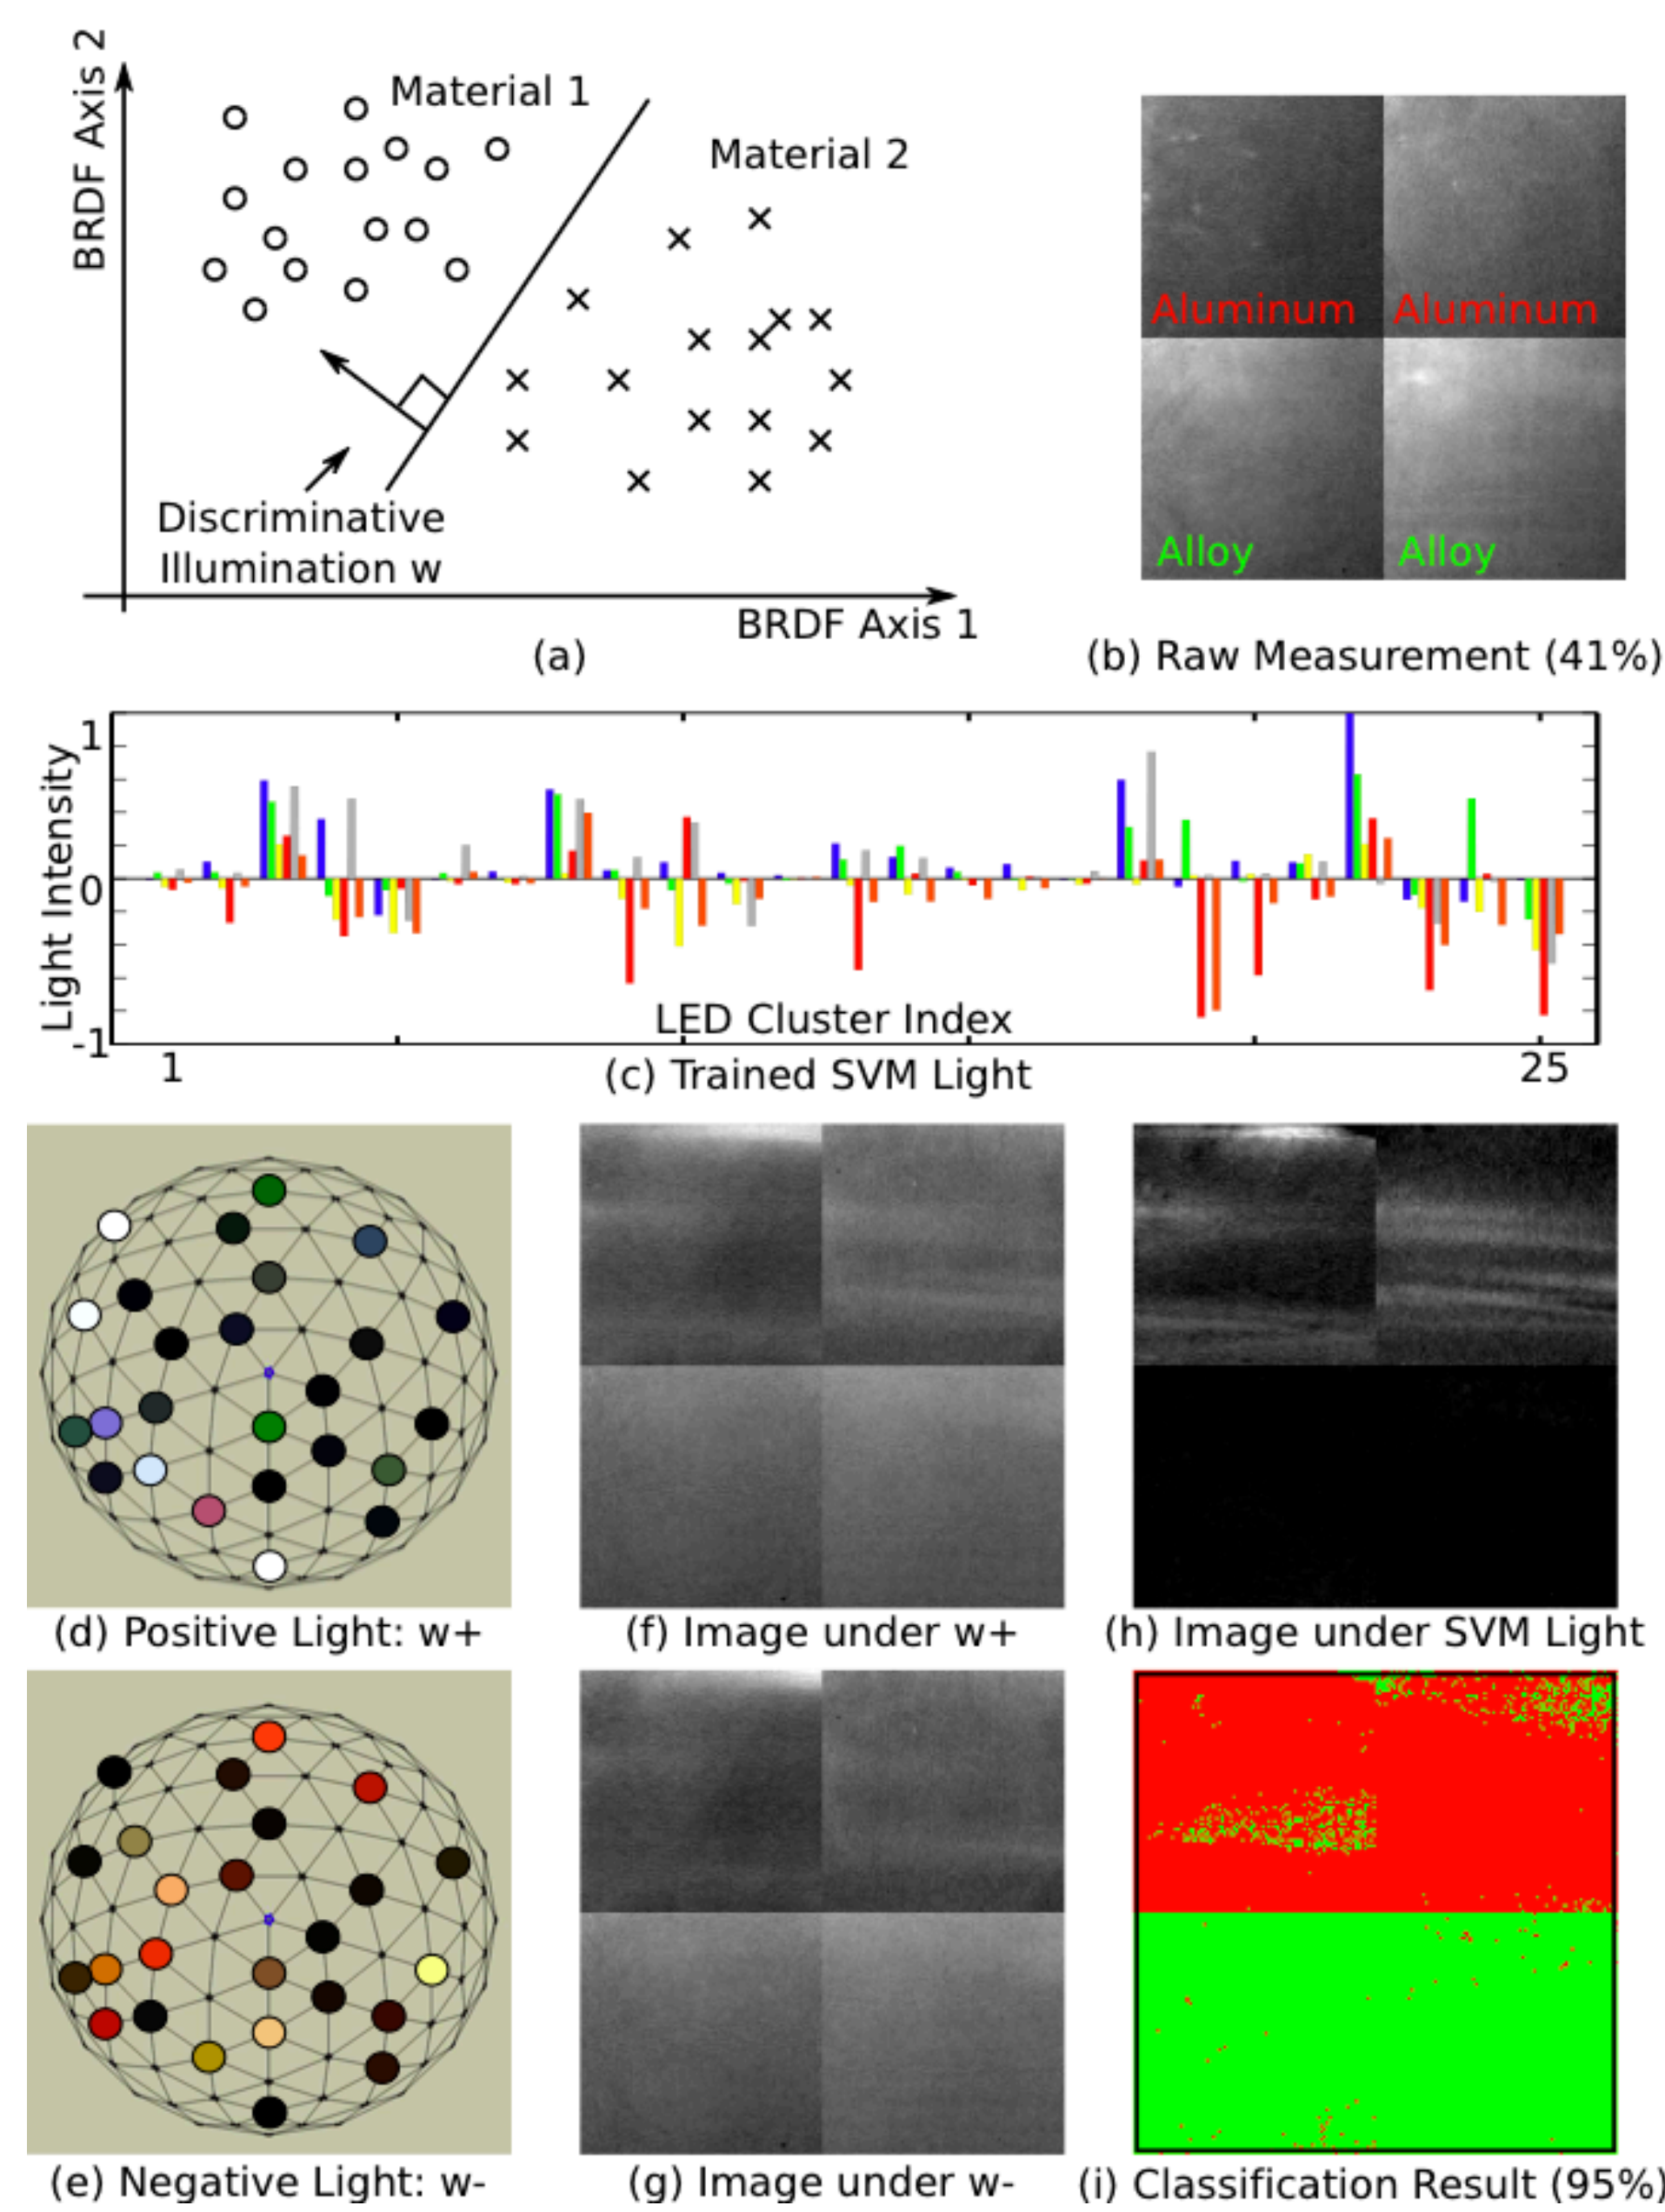 BRDF Axis 2
Material 1
Material 2
Discriminative
Illumination w
BRDF Axis 1
(a)
Aluminum Aluminum
Alloy Alloy
(b) Raw Measurement (41%)
Light Intensity
1
0
-1
LED Cluster Index
1 25
(c) Trained SVM Light
(d) Positive Light: w+
(f) Image under w+
(h) Image under SVM Light
(e) Negative Light: w-
(g) Image under w-
(i) Classification Result (95%)